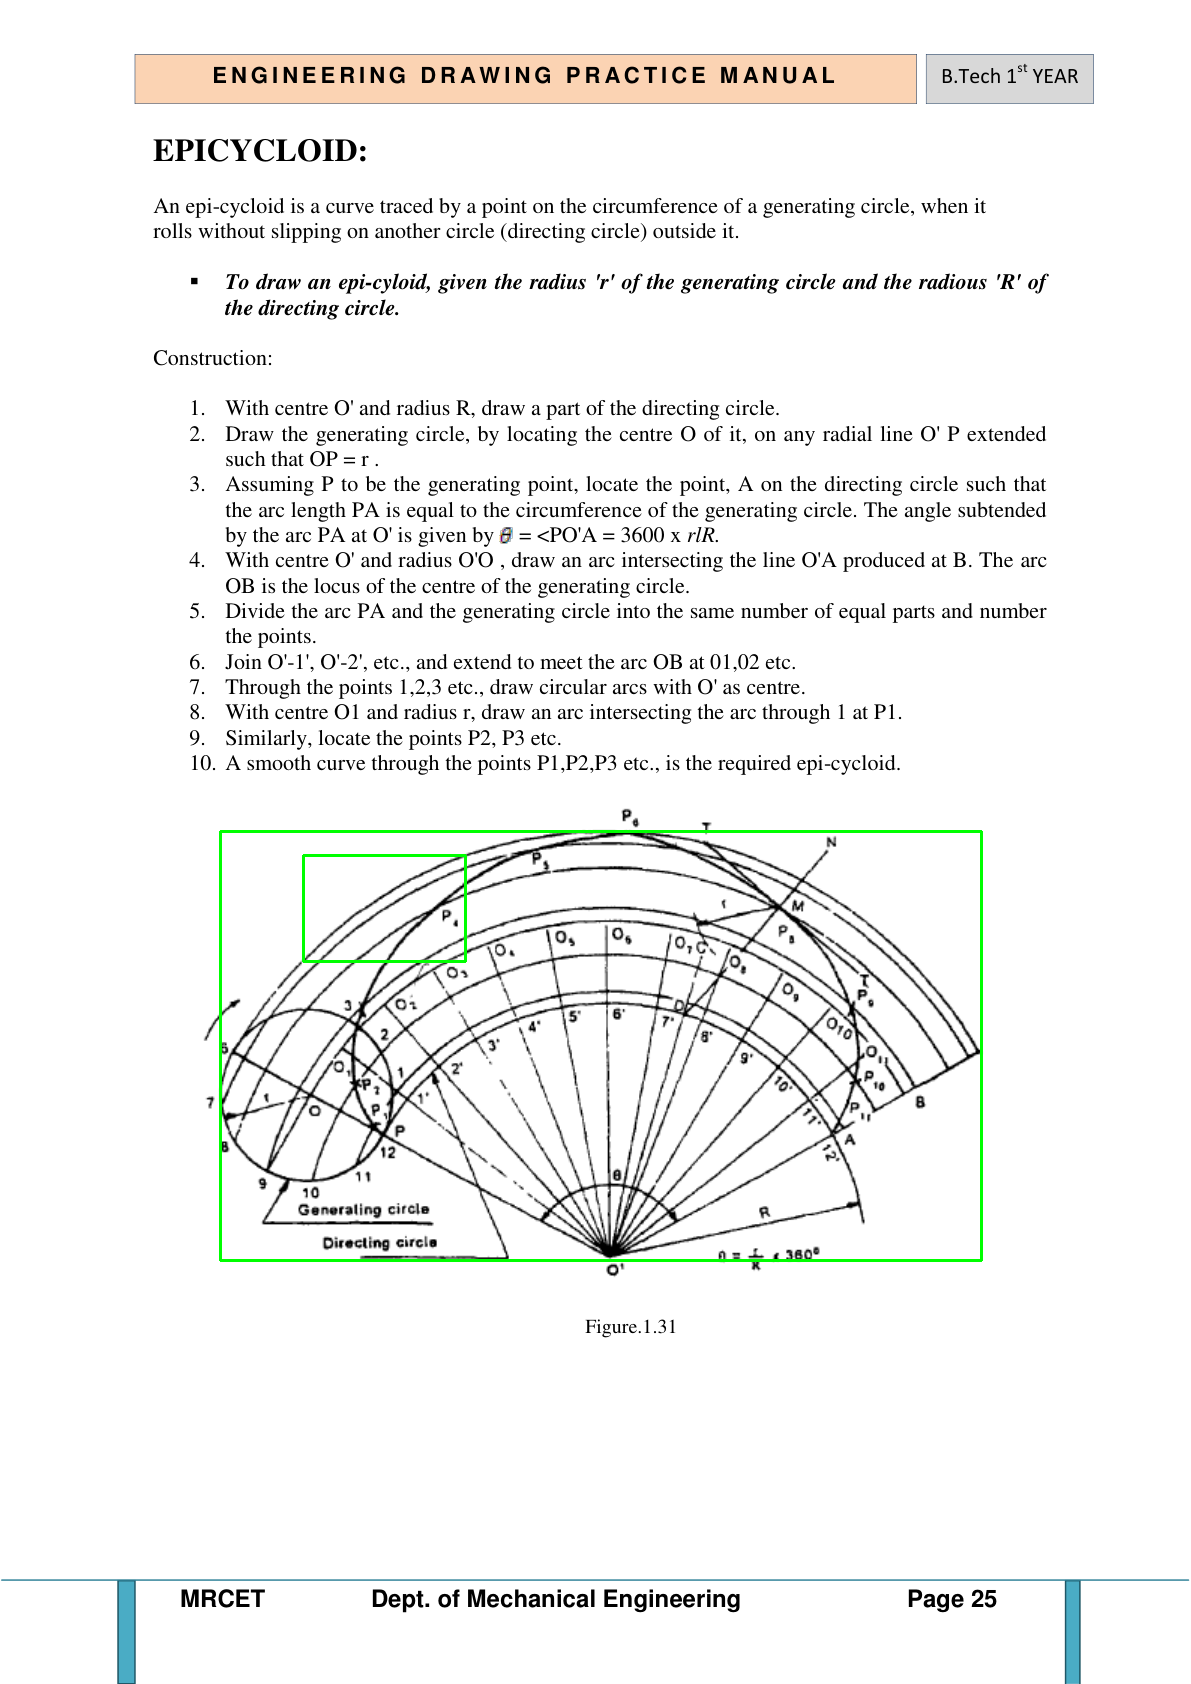 ENGINEERING DRAWING PRACTICE MANUAL
B.Tech 1st YEAR
EPICYCLOID:
An epi-cycloid is a curve traced by a point on the circumference of a generating circle, when it
rolls without slipping on another circle (directing circle) outside it.
▪ To draw an epi-cyloid, given the radius 'r' of the generating circle and the radious 'R' of
the directing circle.
Construction:
1. With centre O' and radius R, draw a part of the directing circle.
2. Draw the generating circle, by locating the centre O of it, on any radial line O' P extended
such that OP = r .
3. Assuming P to be the generating point, locate the point, A on the directing circle such that
the arc length PA is equal to the circumference of the generating circle. The angle subtended
by the arc PA at O' is given by θ = <PO'A = 3600 x rlR.
4. With centre O' and radius O'O , draw an arc intersecting the line O'A produced at B. The arc
OB is the locus of the centre of the generating circle.
5. Divide the arc PA and the generating circle into the same number of equal parts and number
the points.
6. Join O'-1', O'-2', etc., and extend to meet the arc OB at 01,02 etc.
7. Through the points 1,2,3 etc., draw circular arcs with O' as centre.
8. With centre O1 and radius r, draw an arc intersecting the arc through 1 at P1.
9. Similarly, locate the points P2, P3 etc.
10. A smooth curve through the points P1,P2,P3 etc., is the required epi-cycloid.
P6
T
N
P5
M
r
P4
P8
O5
O6
O7
C
O4
O8
O3
T
O9
P9
3
O2
D
O10
2
3'
4'
5'
6'
7'
8'
9'
O11
6
O1
P2
1
1'
2'
10'
P10
7
r
O
P1
P
11'
P11
B
8
12
A
12'
9
10
11
θ
Generating circle
R
Directing circle
θ = r/R x 360°
O'
Figure.1.31
MRCET
Dept. of Mechanical Engineering
Page 25